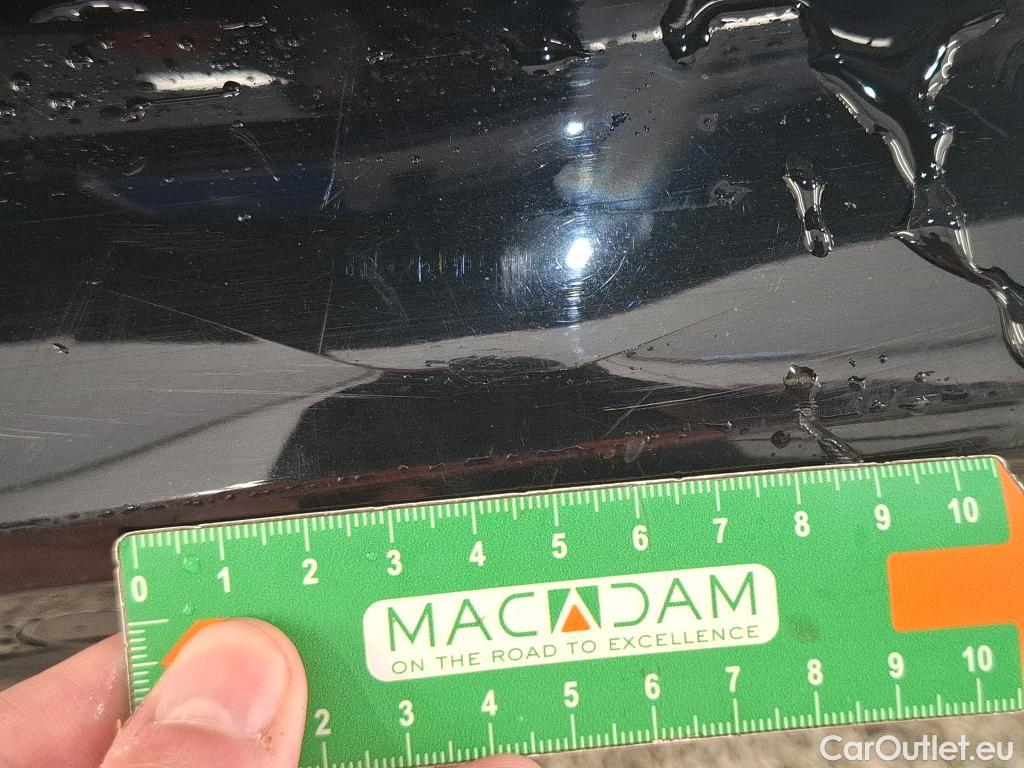 0 1 2 3 4 5 6 7 8 9 10
MACADAM
ON THE ROAD TO EXCELLENCE
2 3 4 5 6 7 8 9 10
CarOutlet.eu